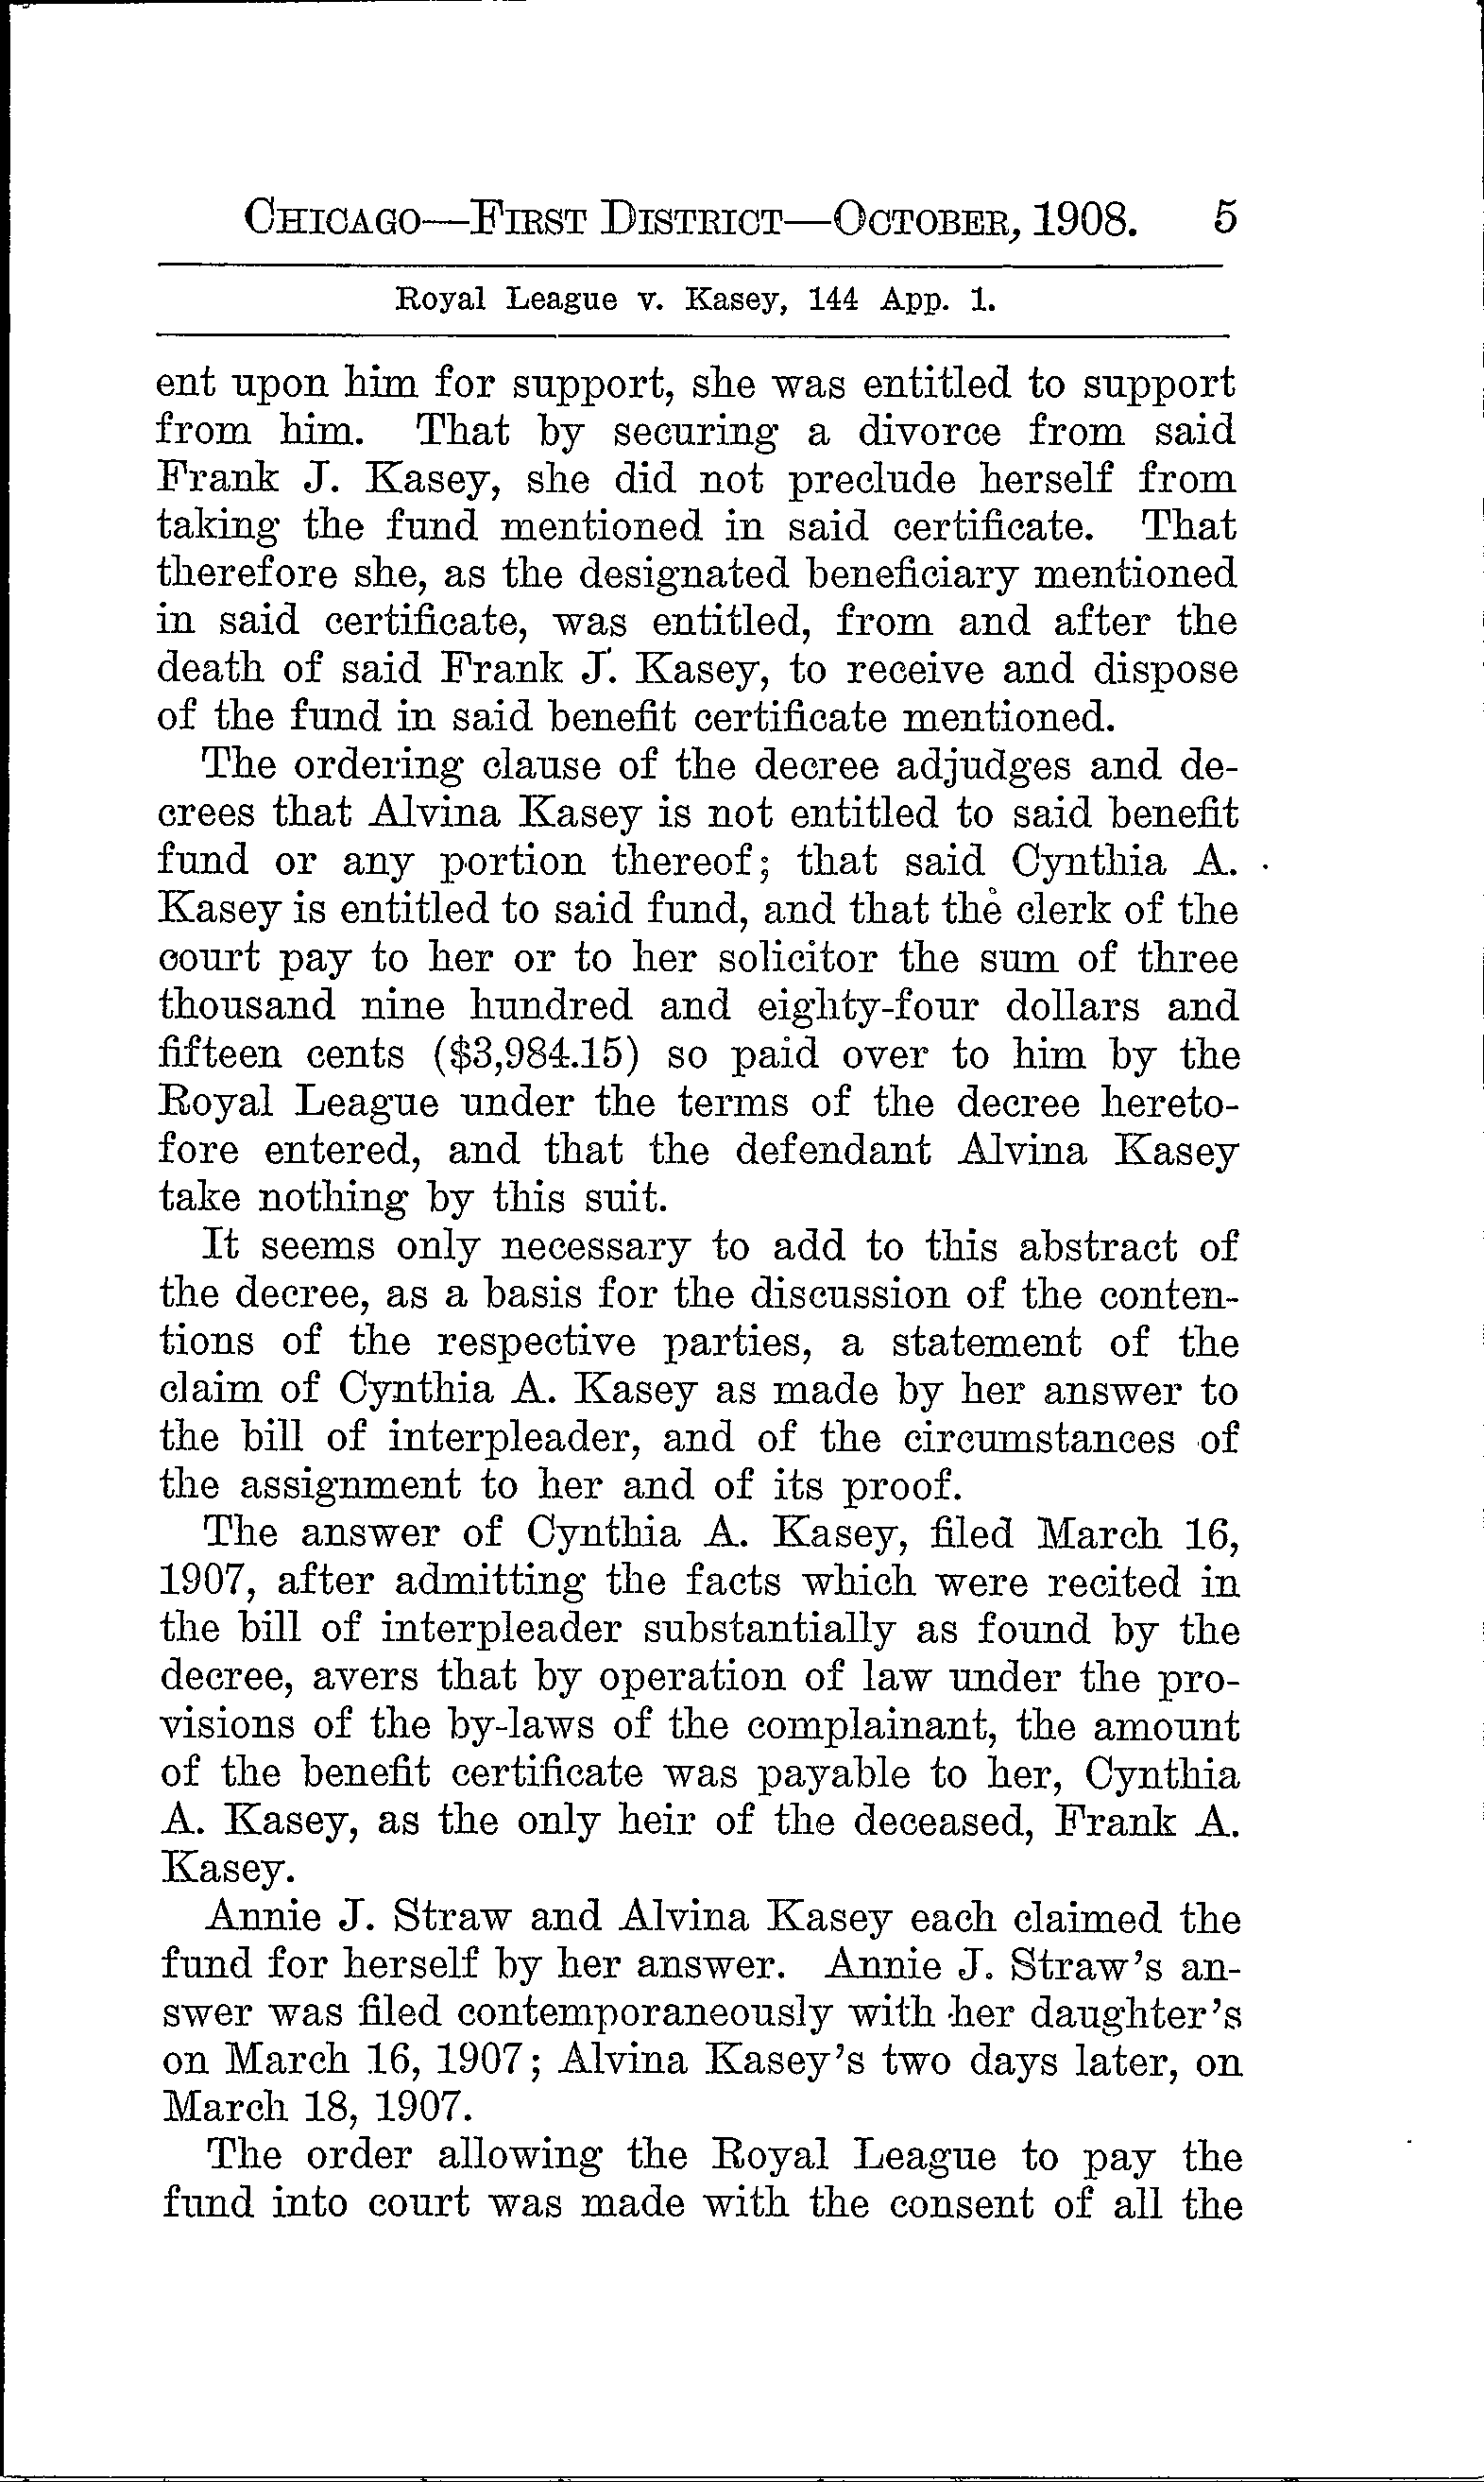 CHICAGO—FIRST DISTRICT—OCTOBER, 1908. 5
Royal League v. Kasey, 144 App. 1.
ent upon him for support, she was entitled to support
from him. That by securing a divorce from said
Frank J. Kasey, she did not preclude herself from
taking the fund mentioned in said certificate. That
therefore she, as the designated beneficiary mentioned
in said certificate, was entitled, from and after the
death of said Frank J. Kasey, to receive and dispose
of the fund in said benefit certificate mentioned.
The ordering clause of the decree adjudges and de-
crees that Alvina Kasey is not entitled to said benefit
fund or any portion thereof; that said Cynthia A.
Kasey is entitled to said fund, and that the clerk of the
court pay to her or to her solicitor the sum of three
thousand nine hundred and eighty-four dollars and
fifteen cents ($3,984.15) so paid over to him by the
Royal League under the terms of the decree hereto-
fore entered, and that the defendant Alvina Kasey
take nothing by this suit.
It seems only necessary to add to this abstract of
the decree, as a basis for the discussion of the conten-
tions of the respective parties, a statement of the
claim of Cynthia A. Kasey as made by her answer to
the bill of interpleader, and of the circumstances of
the assignment to her and of its proof.
The answer of Cynthia A. Kasey, filed March 16,
1907, after admitting the facts which were recited in
the bill of interpleader substantially as found by the
decree, avers that by operation of law under the pro-
visions of the by-laws of the complainant, the amount
of the benefit certificate was payable to her, Cynthia
A. Kasey, as the only heir of the deceased, Frank A.
Kasey.
Annie J. Straw and Alvina Kasey each claimed the
fund for herself by her answer. Annie J. Straw's an-
swer was filed contemporaneously with her daughter's
on March 16, 1907; Alvina Kasey's two days later, on
March 18, 1907.
The order allowing the Royal League to pay the
fund into court was made with the consent of all the